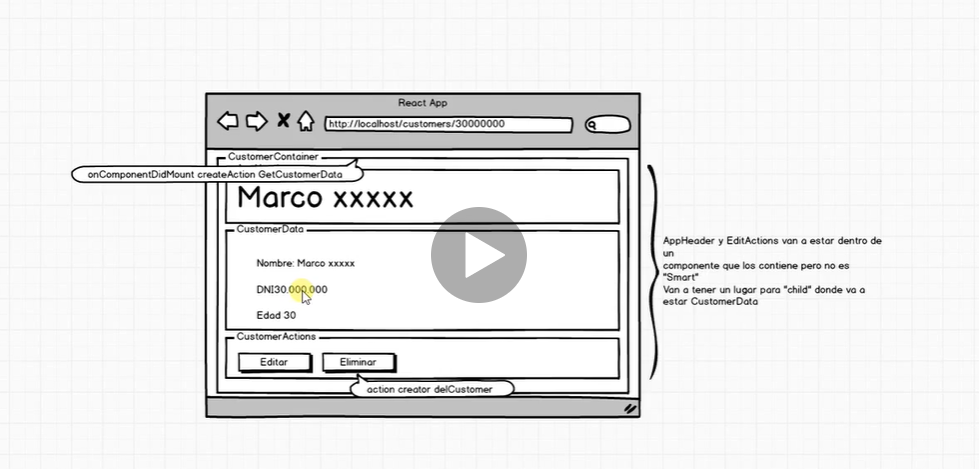 React App
http://localhost/customers/30000000
CustomerContainer
onComponentDidMount createAction GetCustomerData
Marco xxxxx
CustomerData
Nombre: Marco xxxxx
DNI30.000.000
Edad 30
CustomerActions
Editar
Eliminar
action creator delCustomer
AppHeader y EditActions van a estar dentro de
un
componente que los contiene pero no es
"Smart"
Van a tener un lugar para "child" donde va a
estar CustomerData